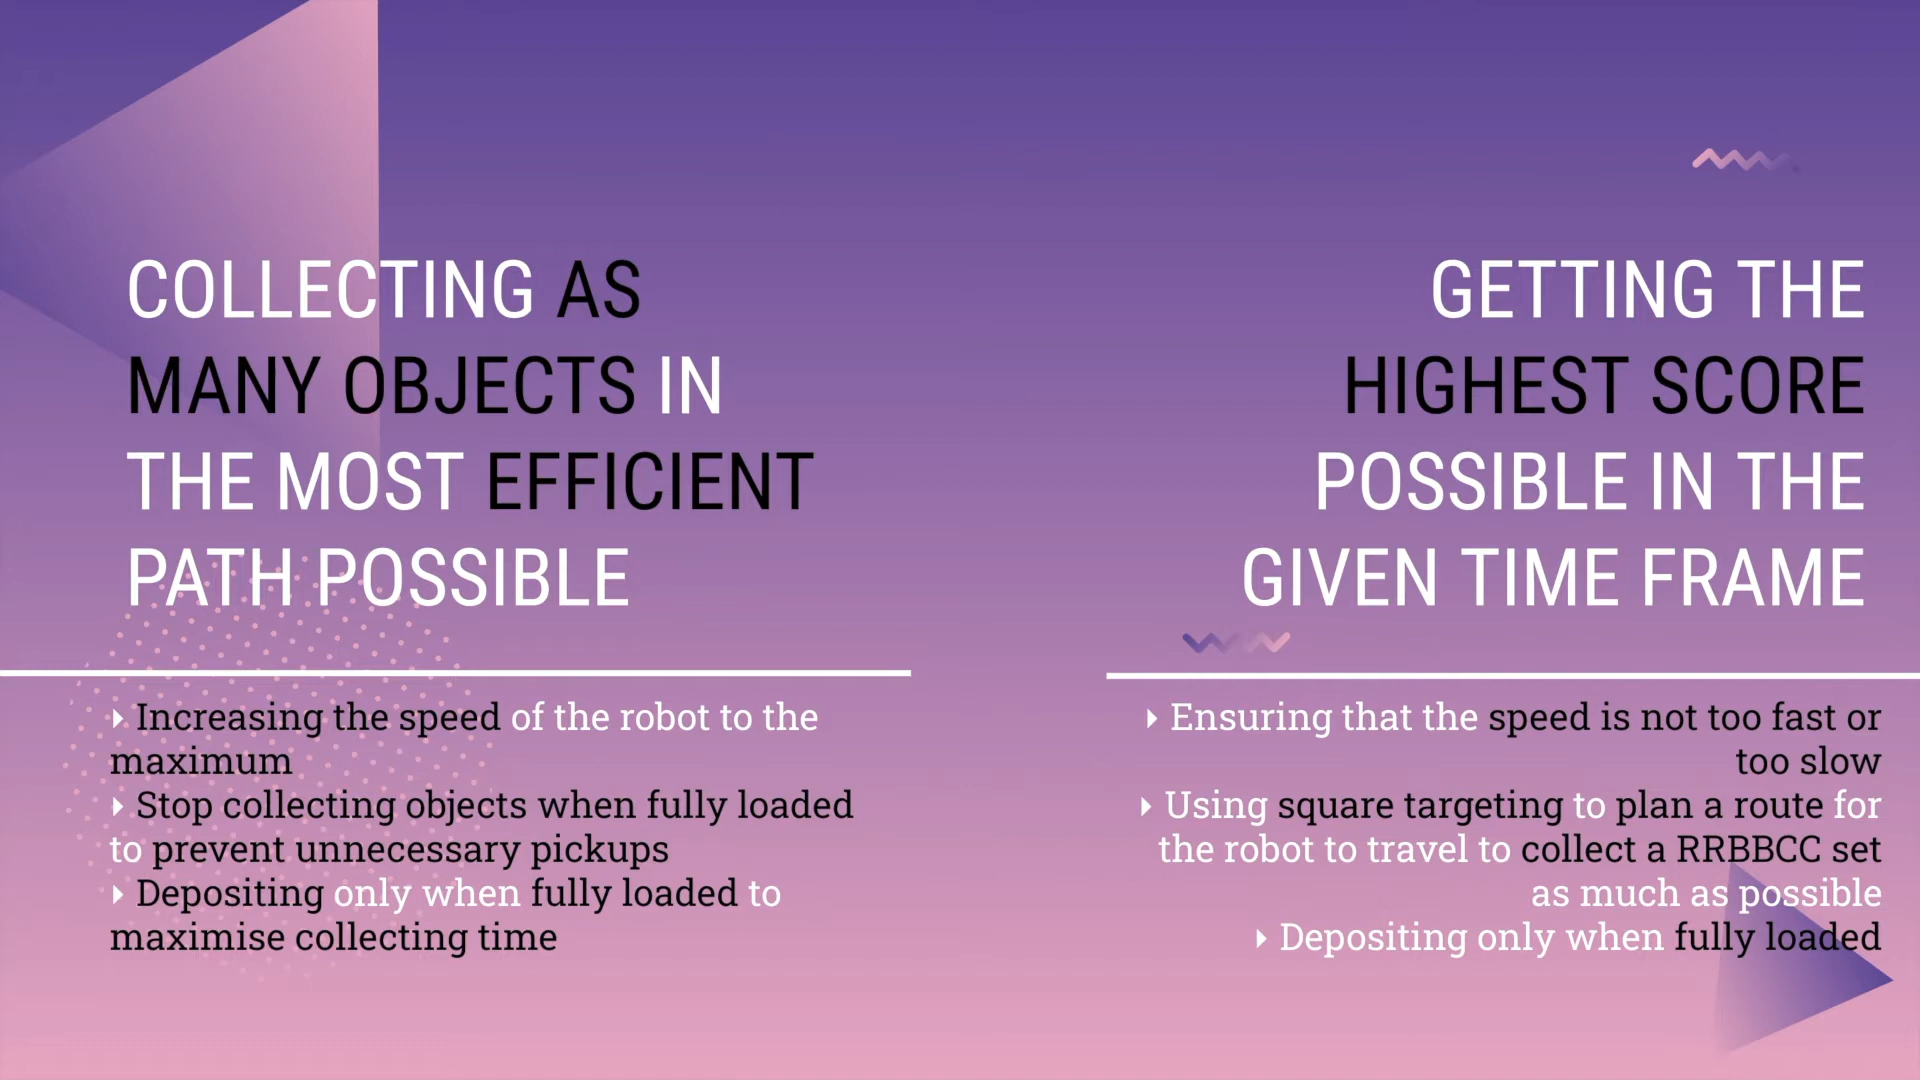 COLLECTING AS
MANY OBJECTS IN
THE MOST EFFICIENT
PATH POSSIBLE
Increasing the speed of the robot to the
maximum
Stop collecting objects when fully loaded
to prevent unnecessary pickups
Depositing only when fully loaded to
maximise collecting time
GETTING THE
HIGHEST SCORE
POSSIBLE IN THE
GIVEN TIME FRAME
Ensuring that the speed is not too fast or
too slow
Using square targeting to plan a route for
the robot to travel to collect a RRBBCC set
as much as possible
Depositing only when fully loaded